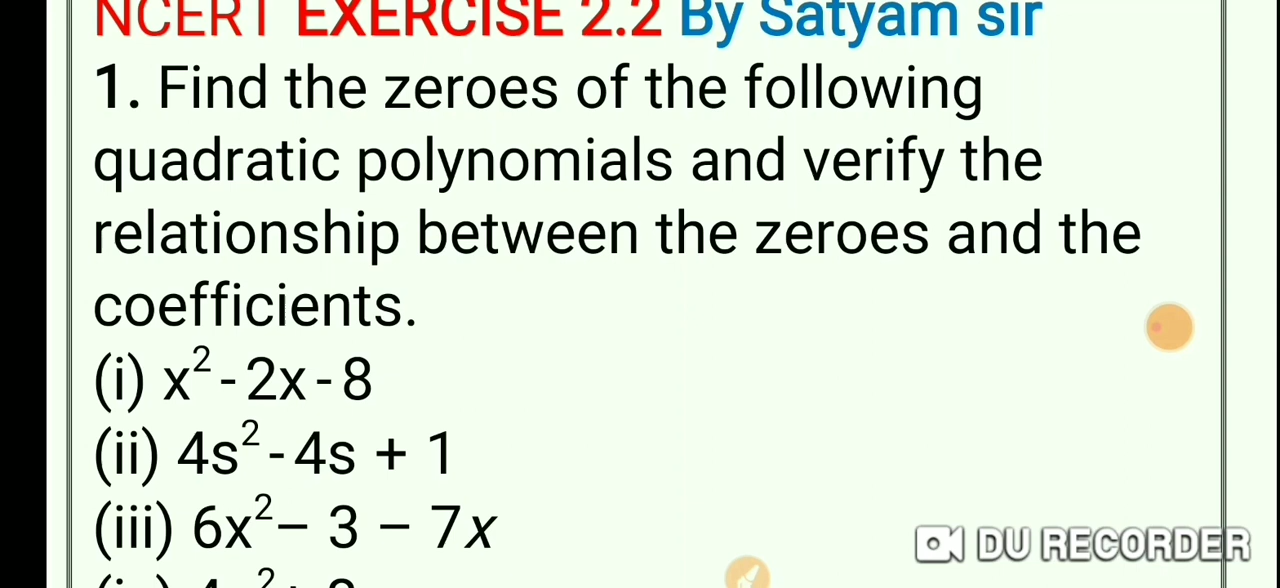 NCERT EXERCISE 2.2 By Satyam sir
1. Find the zeroes of the following
quadratic polynomials and verify the
relationship between the zeroes and the
coefficients.
(i) x² - 2x - 8
(ii) 4s² - 4s + 1
(iii) 6x² – 3 – 7x
DU RECORDER